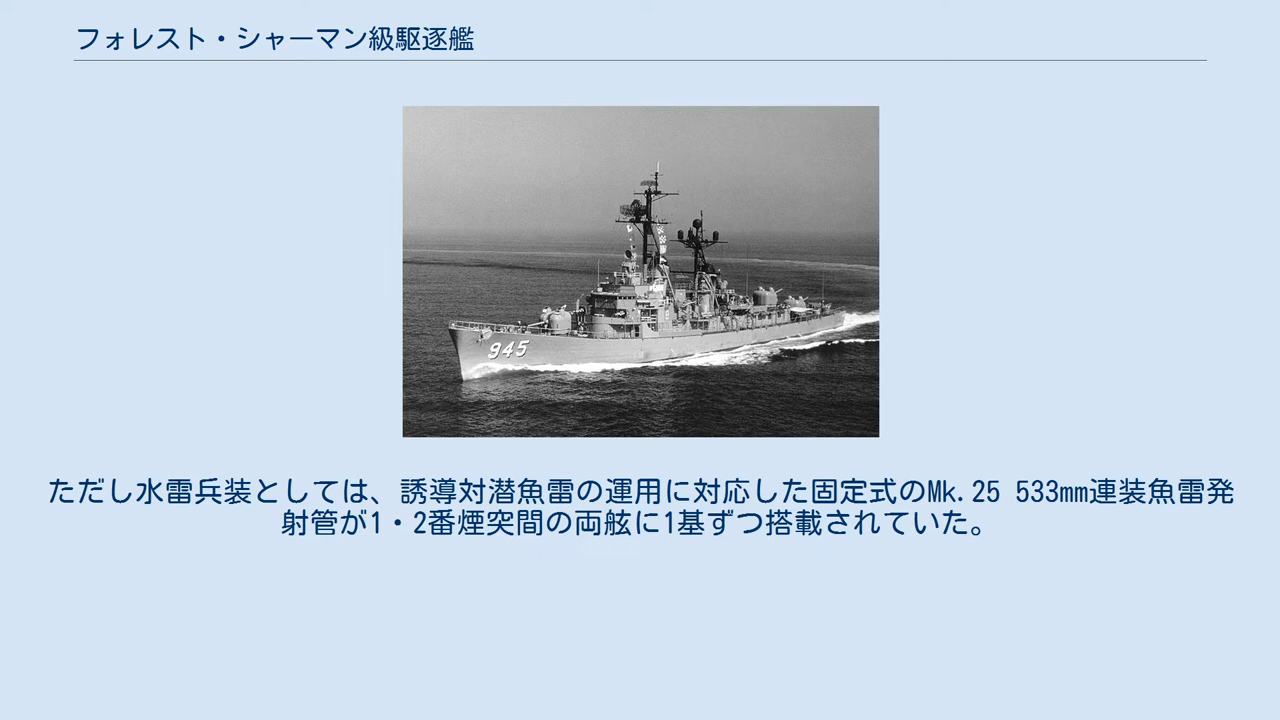 フォレスト・シャーマン級駆逐艦
945
ただし水雷兵装としては、誘導対潜魚雷の運用に対応した固定式のMk.25 533mm連装魚雷発
射管が1・2番煙突間の両舷に1基ずつ搭載されていた。